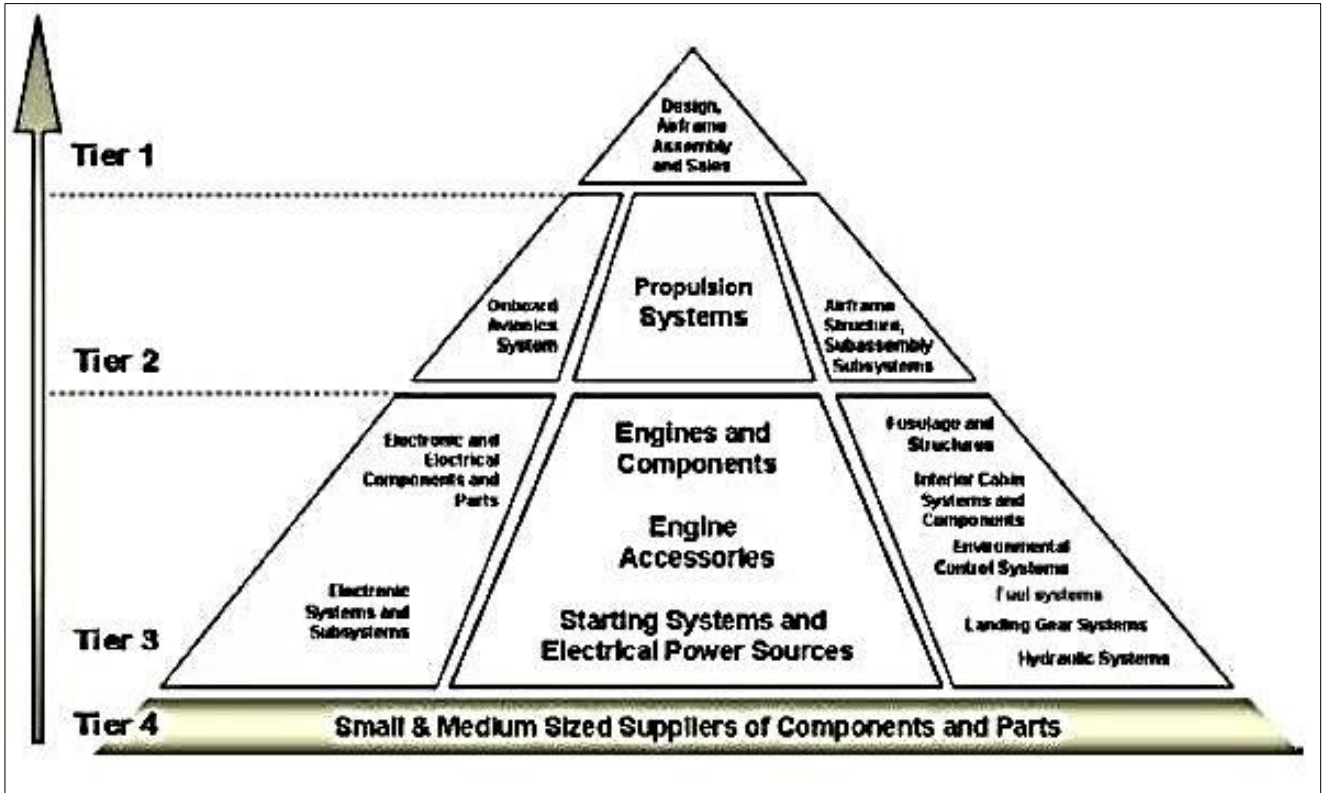 Design,
Airframe
Assembly
and Sales
Tier 1
Onboard
Avionics
System
Propulsion
Systems
Airframe
Structure,
Subassembly
Subsystems
Tier 2
Electronic and
Electrical
Components and
Parts
Electronic
Systems and
Subsystems
Engines and
Components
Engine
Accessories
Starting Systems and
Electrical Power Sources
Fusulage and
Structures
Interior Cabin
Systems and
Components
Environmental
Control Systems
Fuel systems
Landing Gear Systems
Hydraulic Systems
Tier 3
Tier 4
Small & Medium Sized Suppliers of Components and Parts